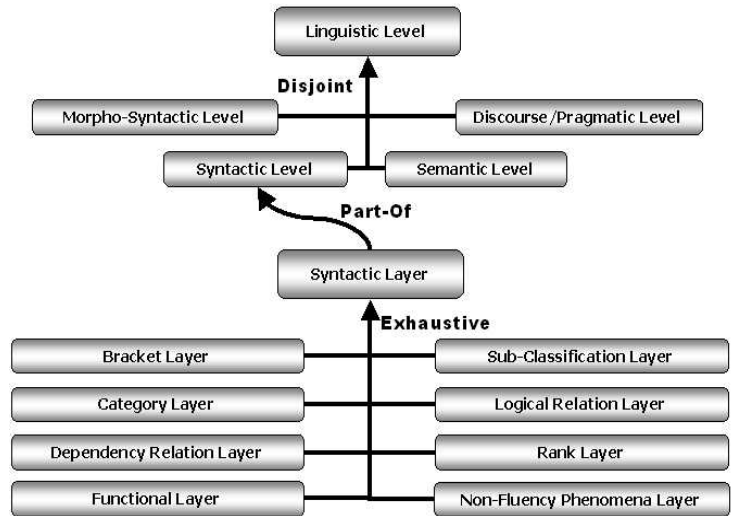 Linguistic Level
Disjoint
Morpho-Syntactic Level
Discourse/Pragmatic Level
Syntactic Level
Semantic Level
Part-Of
Syntactic Layer
Exhaustive
Bracket Layer
Sub-Classification Layer
Category Layer
Logical Relation Layer
Dependency Relation Layer
Rank Layer
Functional Layer
Non-Fluency Phenomena Layer